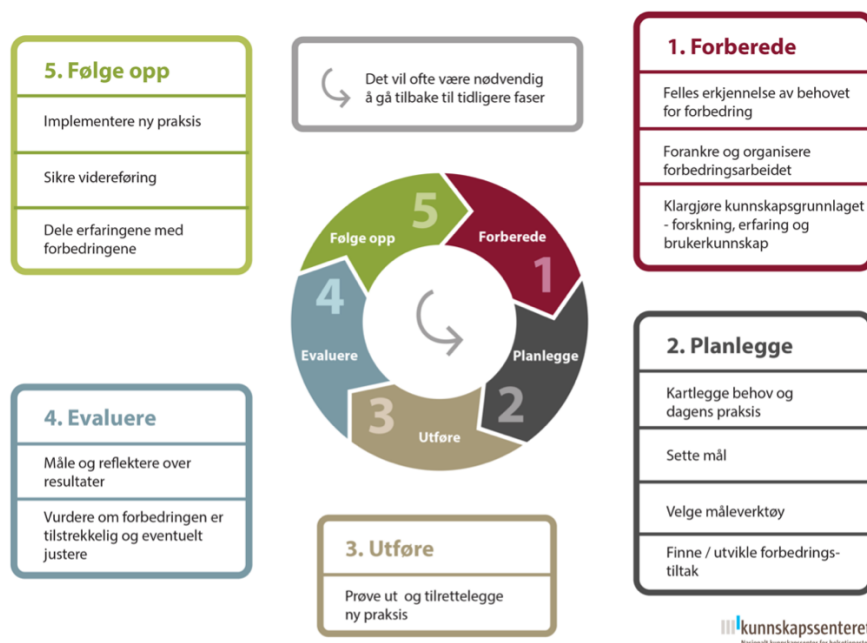 5. Følge opp
Implementere ny praksis
Sikre videreføring
Dele erfaringene med
forbedringene
Det vil ofte være nødvendig
å gå tilbake til tidligere faser
1. Forberede
Felles erkjennelse av behovet
for forbedring
Forankre og organisere
forbedringsarbeidet
Klargjøre kunnskapsgrunnlaget
- forskning, erfaring og
brukerkunnskap
5
Følge opp
Forberede
1
4
Evaluere
Planlegge
2
3
Utføre
2. Planlegge
Kartlegge behov og
dagens praksis
Sette mål
Velge måleverktøy
Finne / utvikle forbedrings-
tiltak
4. Evaluere
Måle og reflektere over
resultater
Vurdere om forbedringen er
tilstrekkelig og eventuelt
justere
3. Utføre
Prøve ut og tilrettelegge
ny praksis
kunnskapssenteret